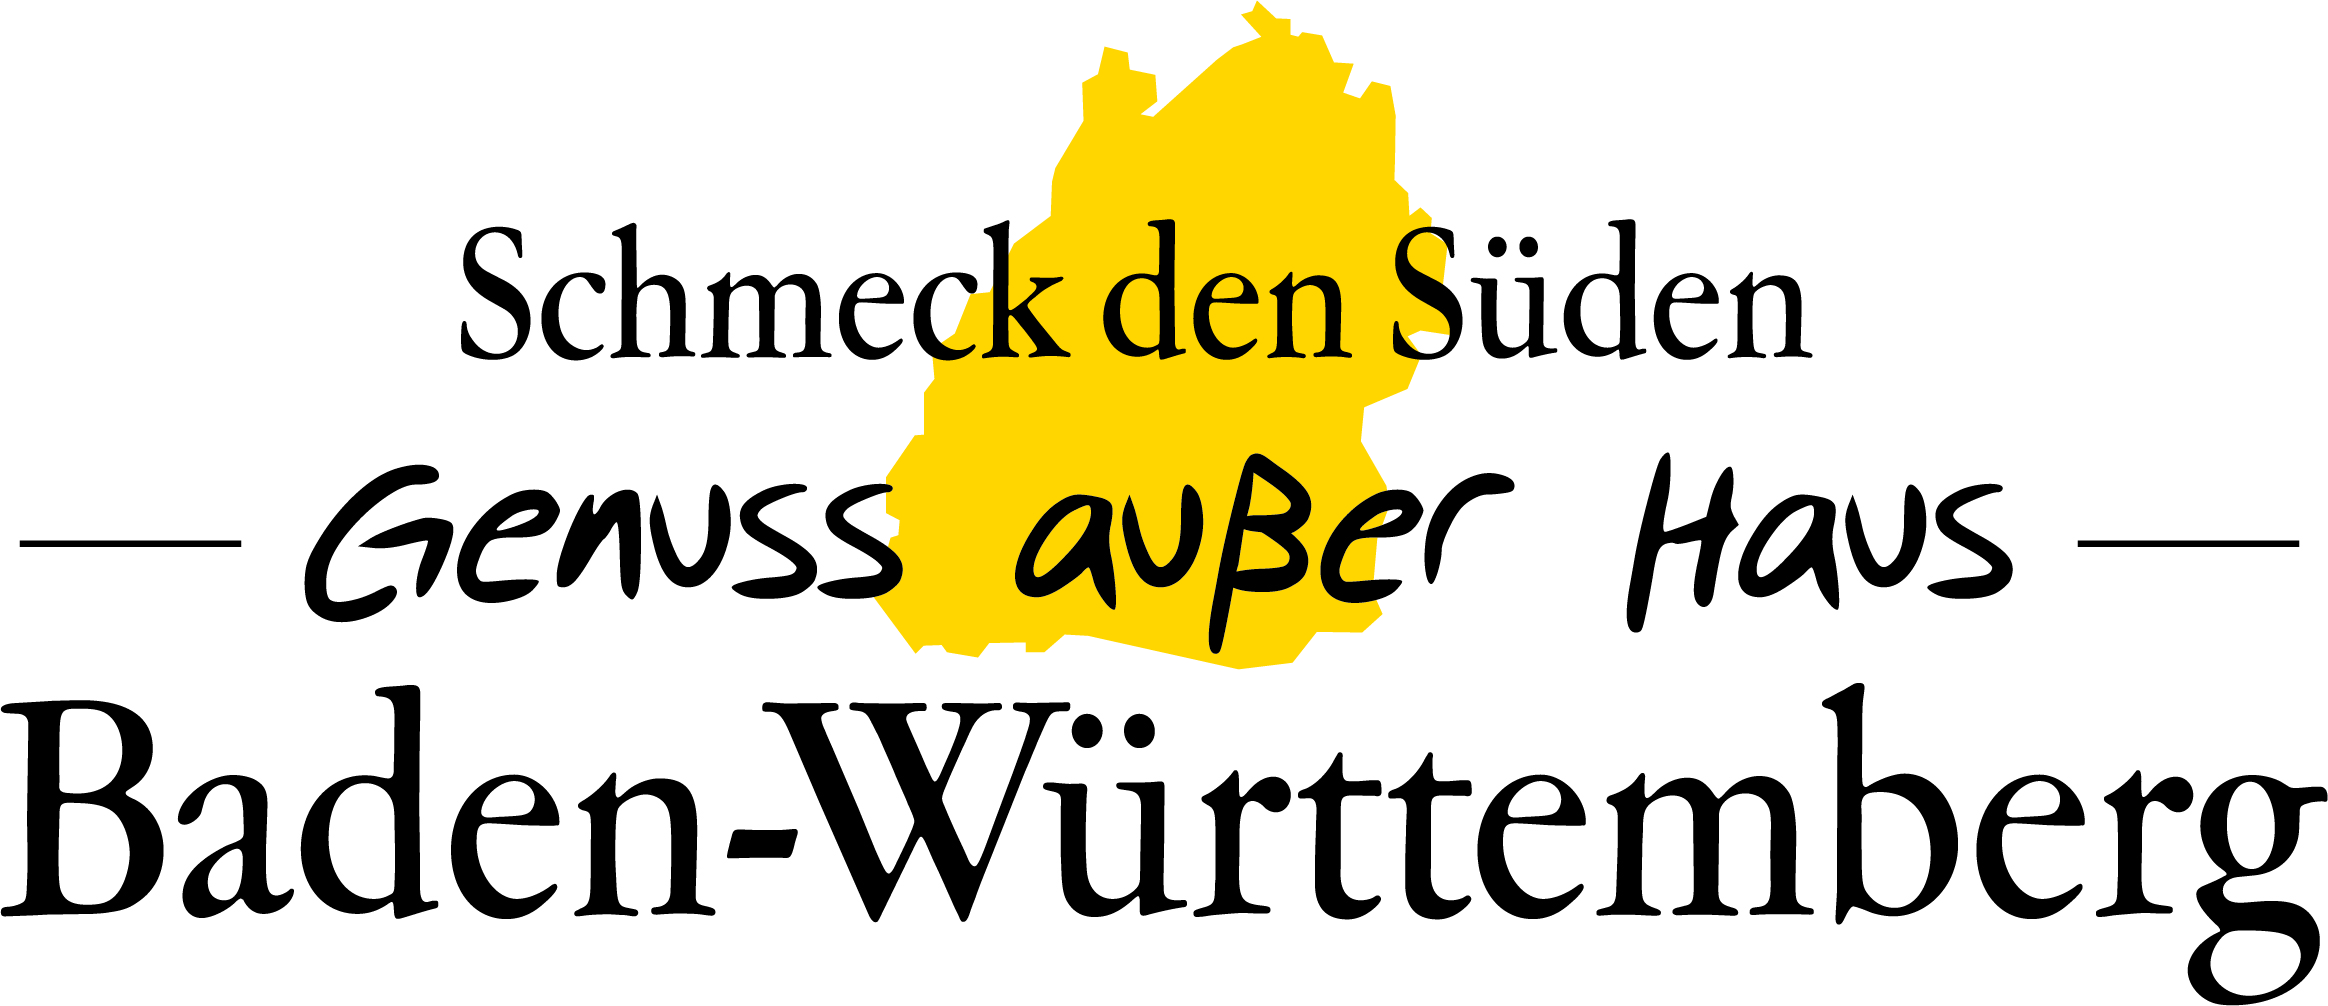 Schmeck den Süden
Genuss außer Haus
Baden-Württemberg